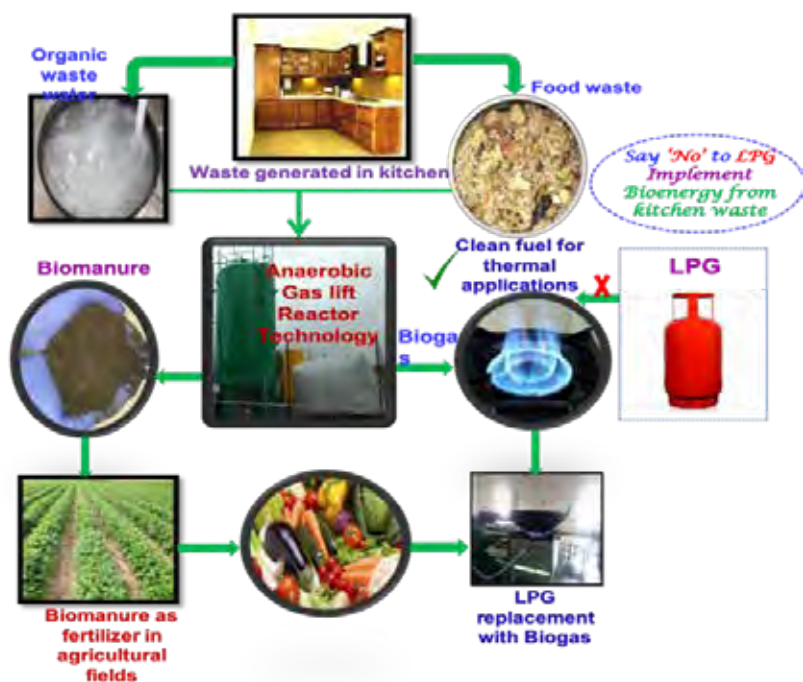 Organic
waste
water
Food waste
Waste generated in kitchen
Say 'No' to LPG
Implement
Bioenergy from
kitchen waste
Biomanure
Anaerobic
Gas lift
Reactor
Technology
Clean fuel for
thermal
applications
LPG
X
Bioga
s
Biomanure as
fertilizer in
agricultural
fields
LPG
replacement
with Biogas